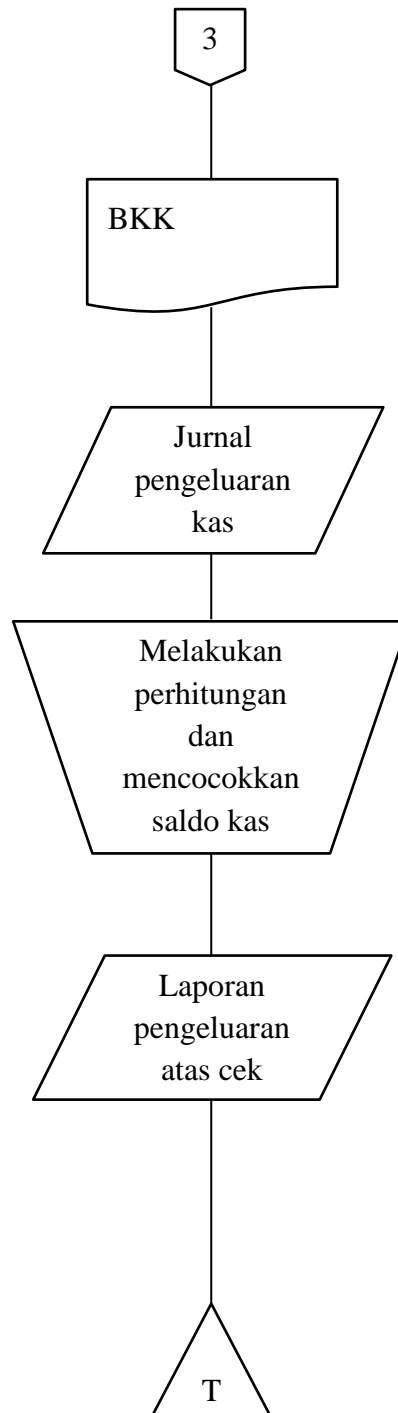 3
BKK
Jurnal
pengeluaran
kas
Melakukan
perhitungan
dan
mencocokkan
saldo kas
Laporan
pengeluaran
atas cek
T